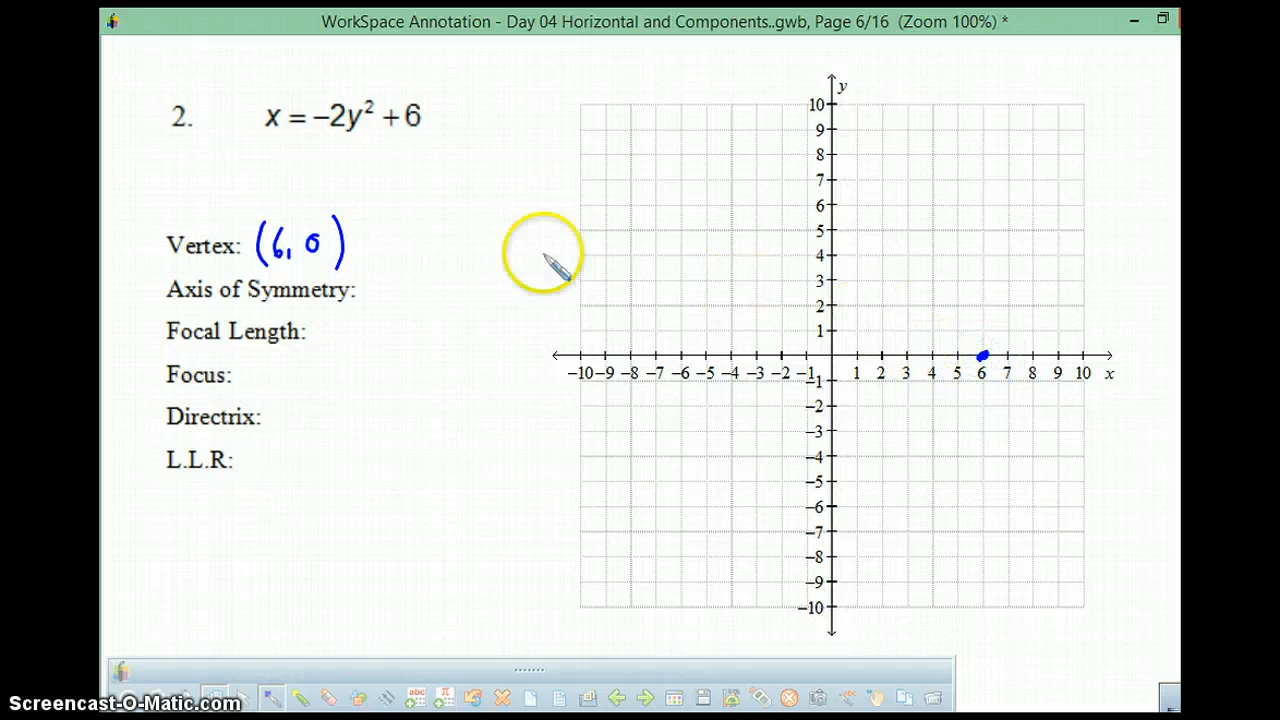 WorkSpace Annotation - Day 04 Horizontal and Components..gwb, Page 6/16 (Zoom 100%) *
2. x = −2y² + 6
Vertex: (6, 0)
Axis of Symmetry:
Focal Length:
Focus:
Directrix:
L.L.R:
y
10
9
8
7
6
5
4
3
2
1
−10 −9 −8 −7 −6 −5 −4 −3 −2 −1 1 2 3 4 5 6 7 8 9 10 x
−1
−2
−3
−4
−5
−6
−7
−8
−9
−10
abc
π
Screencast-O-Matic.com